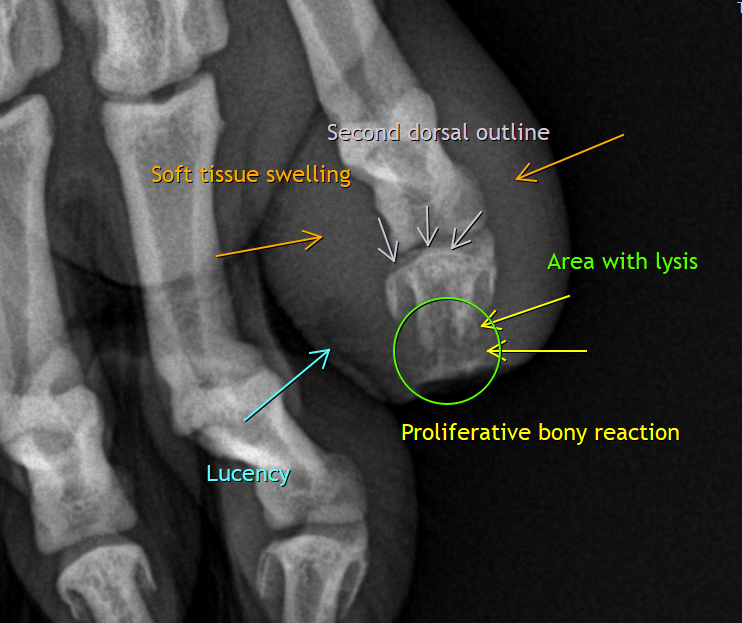 Second dorsal outline
Soft tissue swelling
Area with lysis
Proliferative bony reaction
Lucency